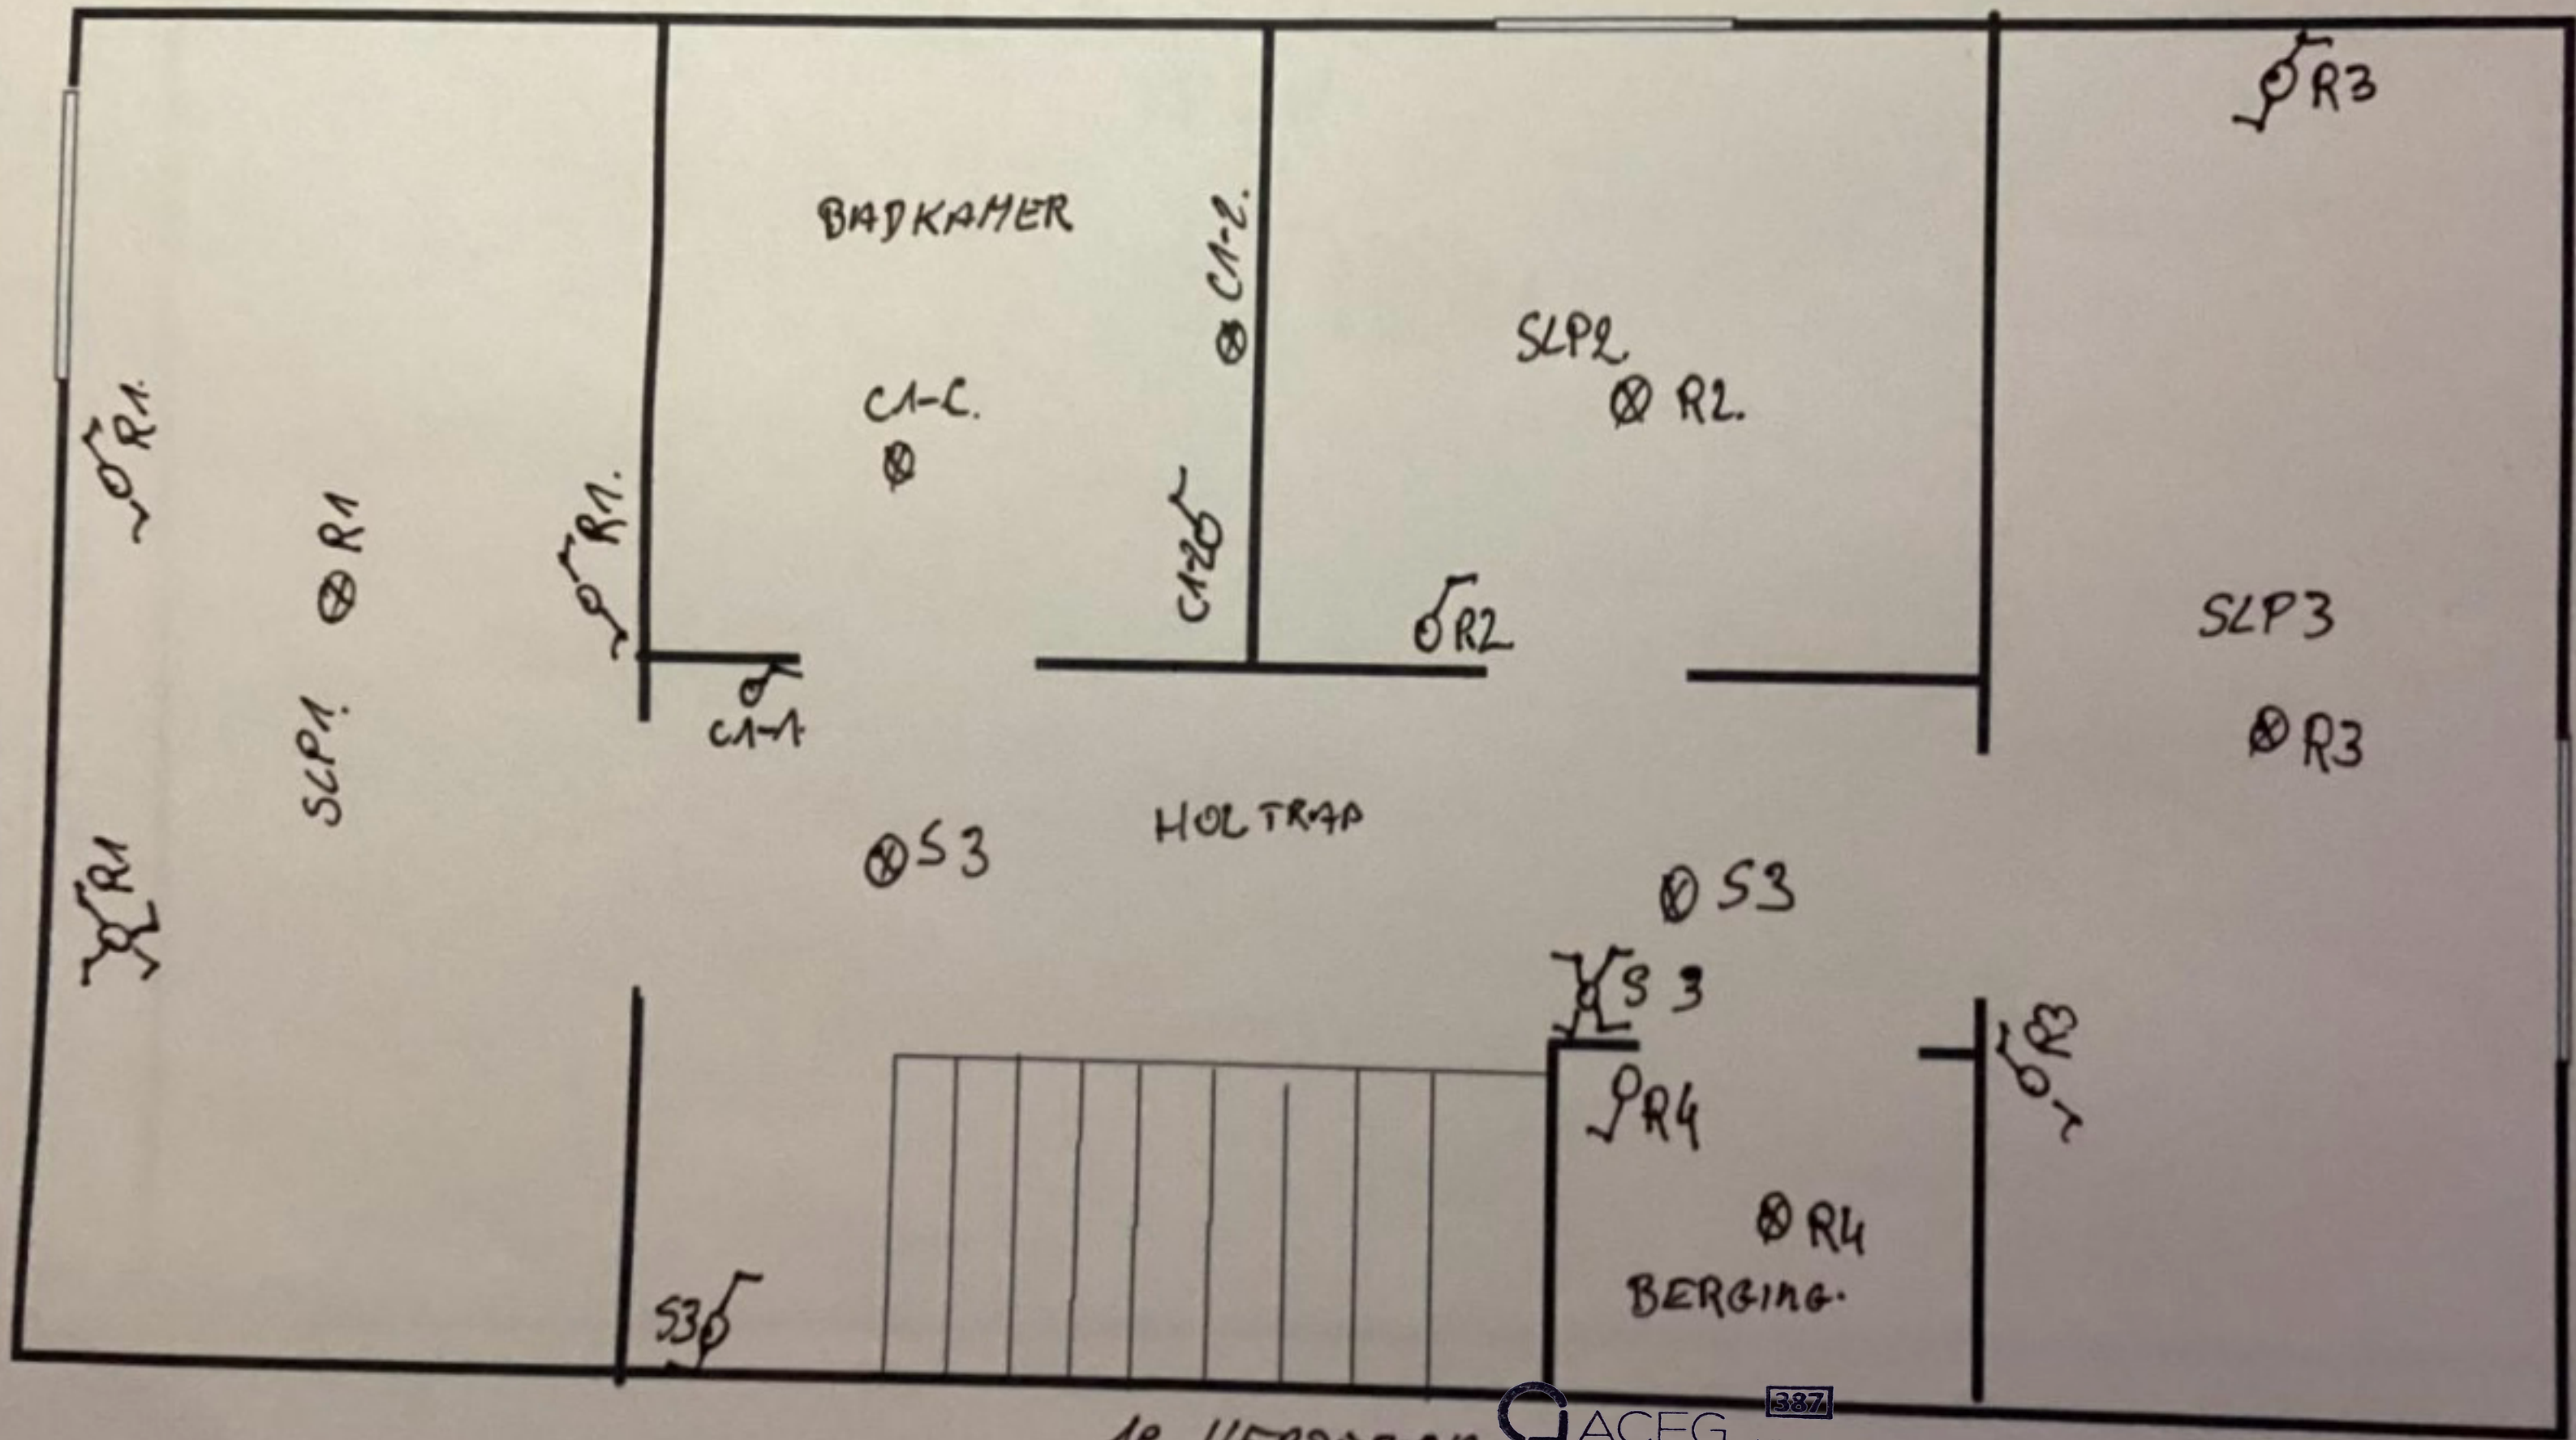 R3
BADKAMER
C1-2.
SLP2
R2.
C1-C.
R1.
R1
R1.
C1-2
R2
SLP3
R3
SLP1.
C1-1
HOLTRAP
S3
S3
R1
S3
R3
R4
R4
BERGING.
S3
387
ACEG